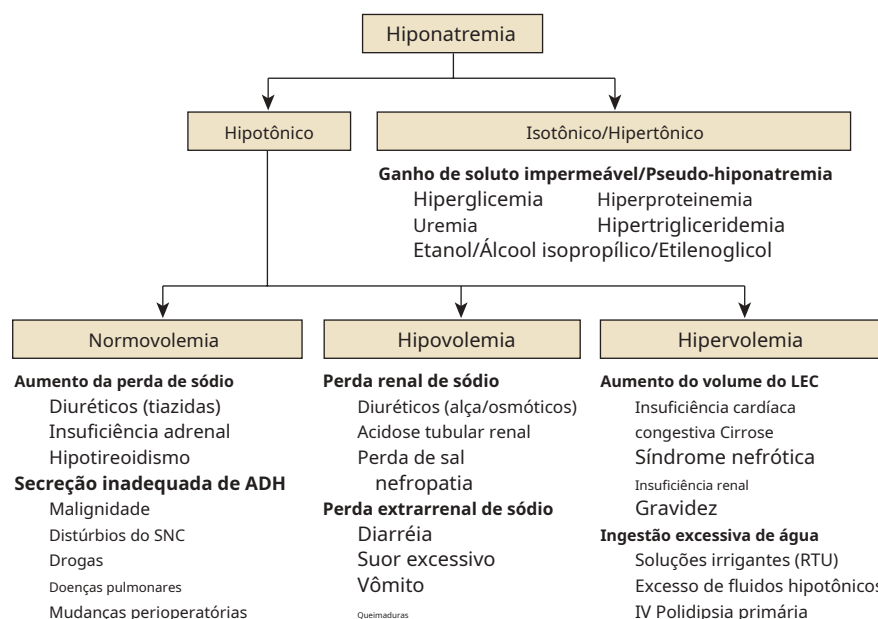 Hiponatremia
Hipotônico
Isotônico/Hipertônico
Ganho de soluto impermeável/Pseudo-hiponatremia
Hiperglicemia Hiperproteinemia
Uremia Hipertrigliceridemia
Etanol/Álcool isopropílico/Etilenoglicol
Normovolemia
Aumento da perda de sódio
Diuréticos (tiazidas)
Insuficiência adrenal
Hipotireoidismo
Secreção inadequada de ADH
Malignidade
Distúrbios do SNC
Drogas
Doenças pulmonares
Mudanças perioperatórias
Hipovolemia
Perda renal de sódio
Diuréticos (alça/osmóticos)
Acidose tubular renal
Perda de sal
nefropatia
Perda extrarrenal de sódio
Diarréia
Suor excessivo
Vômito
Queimaduras
Hipervolemia
Aumento do volume do LEC
Insuficiência cardíaca
congestiva Cirrose
Síndrome nefrótica
Insuficiência renal
Gravidez
Ingestão excessiva de água
Soluções irrigantes (RTU)
Excesso de fluidos hipotônicos
IV Polidipsia primária